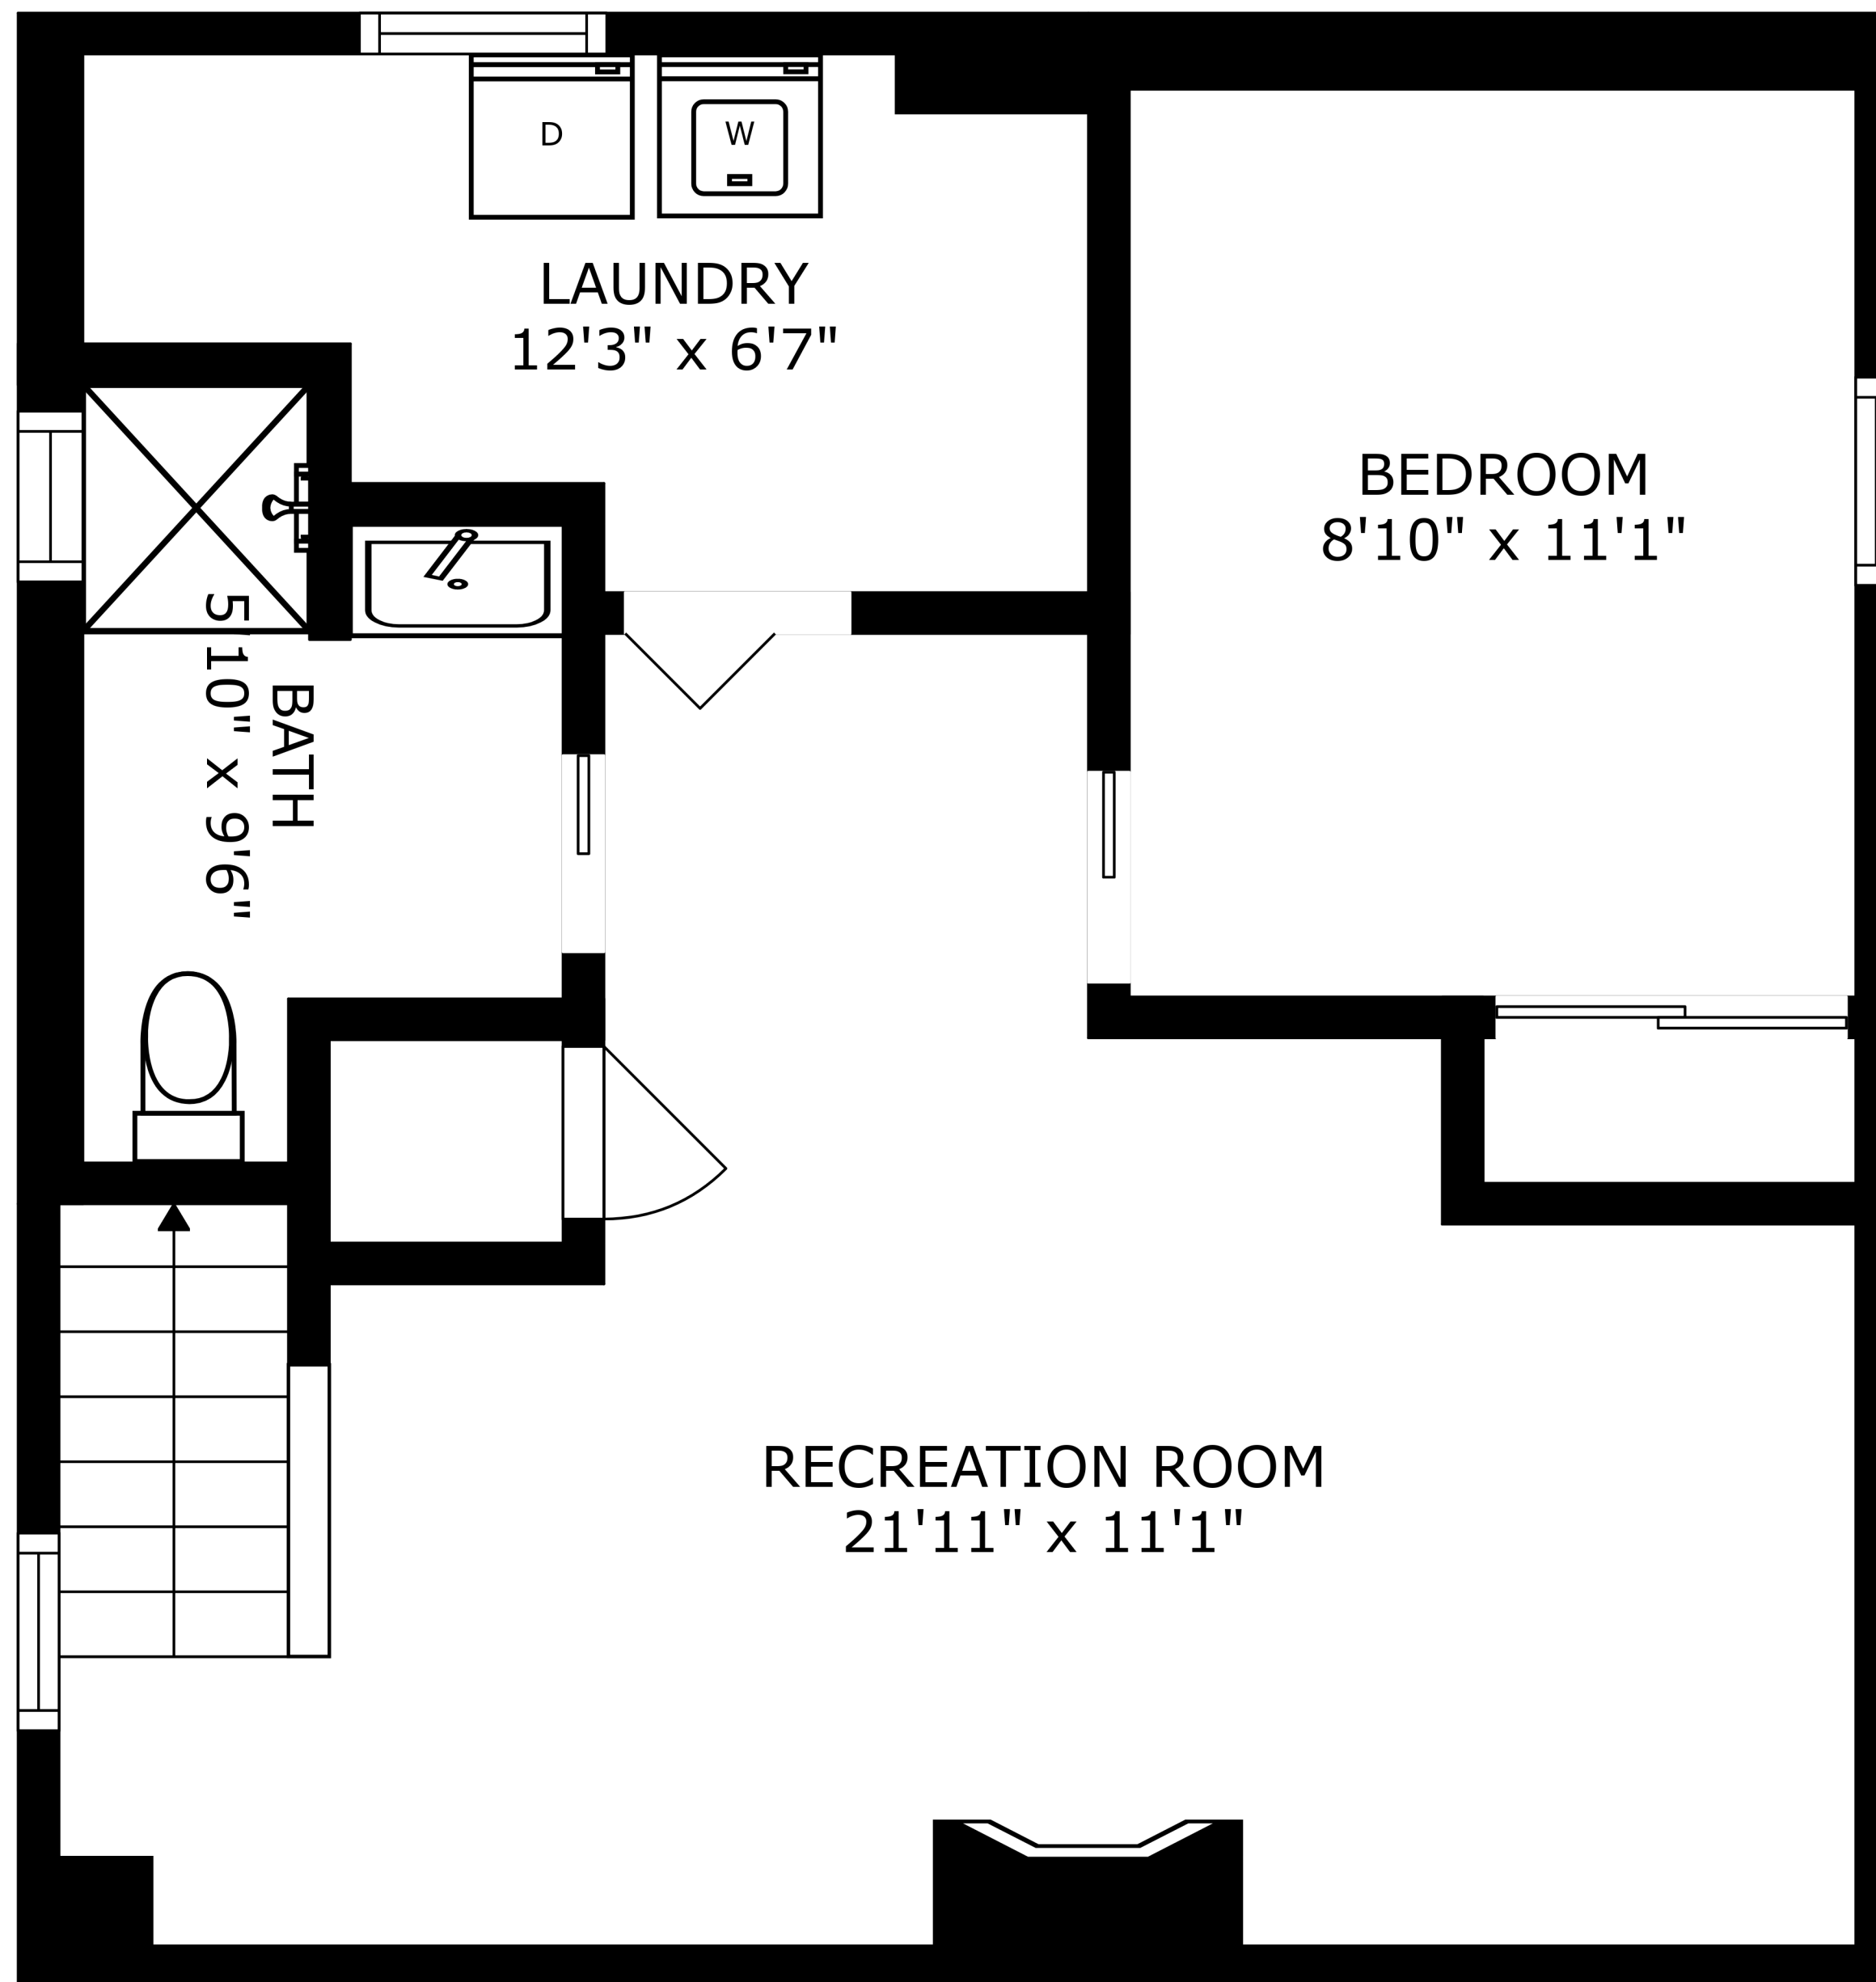 D
W
LAUNDRY
12'3" x 6'7"
BEDROOM
8'10" x 11'1"
BATH
5'10" x 9'6"
RECREATION ROOM
21'11" x 11'1"